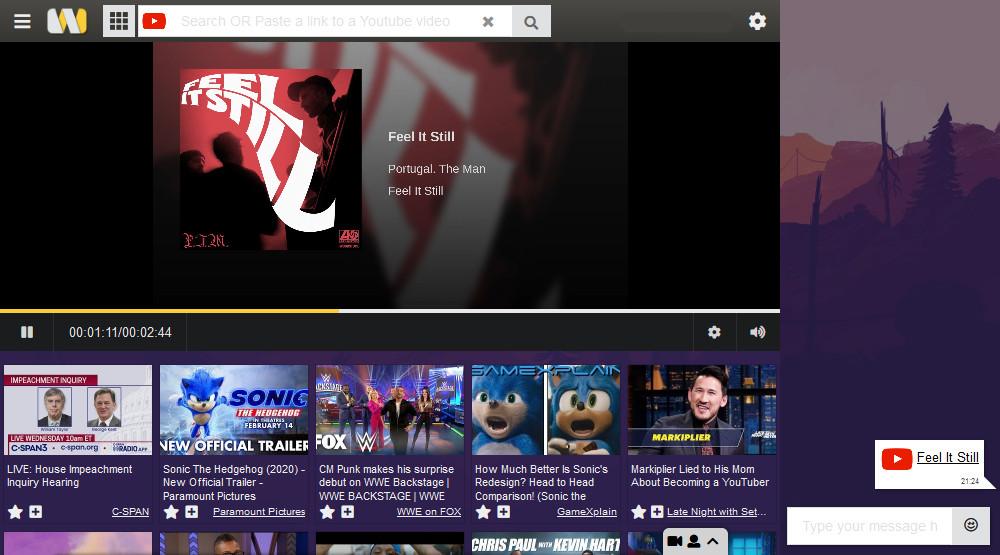 Search OR Paste a link to a Youtube video
FEEL
IT STILL
P.T.M.
Feel It Still
Portugal. The Man
Feel It Still
00:01:11/00:02:44
IMPEACHMENT INQUIRY
William Taylor
George Kent
LIVE WEDNESDAY 10am ET
C-SPAN3 • c-span.org • C-SPAN RADIO APP
LIVE: House Impeachment
Inquiry Hearing
C-SPAN
SONIC
THE HEDGEHOG
IN THEATRES
FEBRUARY 14
NEW OFFICIAL TRAILER
Sonic The Hedgehog (2020) -
New Official Trailer -
Paramount Pictures
Paramount Pictures
BACKSTAGE
FOX
CM Punk makes his surprise
debut on WWE Backstage |
WWE BACKSTAGE | WWE
WWE on FOX
GAMEXPLAIN
How Much Better Is Sonic's
Redesign? Head to Head
Comparison! (Sonic the
GameXplain
MARKIPLIER
Markiplier Lied to His Mom
About Becoming a YouTuber
Late Night with Set...
CHRIS PAUL WITH KEVIN HART
Feel It Still
21:24
Type your message h